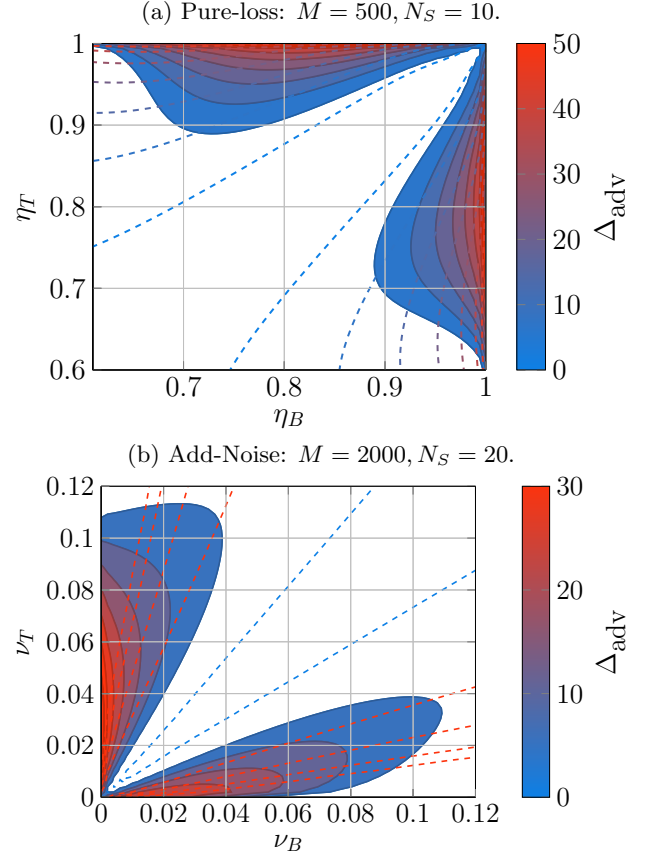 (a) Pure-loss: M = 500, N_S = 10.
1
0.9
0.8
0.7
0.6
η_T
0.7 0.8 0.9 1
η_B
50
40
30
20
10
0
Δ_adv
(b) Add-Noise: M = 2000, N_S = 20.
0.12
0.1
0.08
0.06
0.04
0.02
0
ν_T
0 0.02 0.04 0.06 0.08 0.1 0.12
ν_B
30
20
10
0
Δ_adv